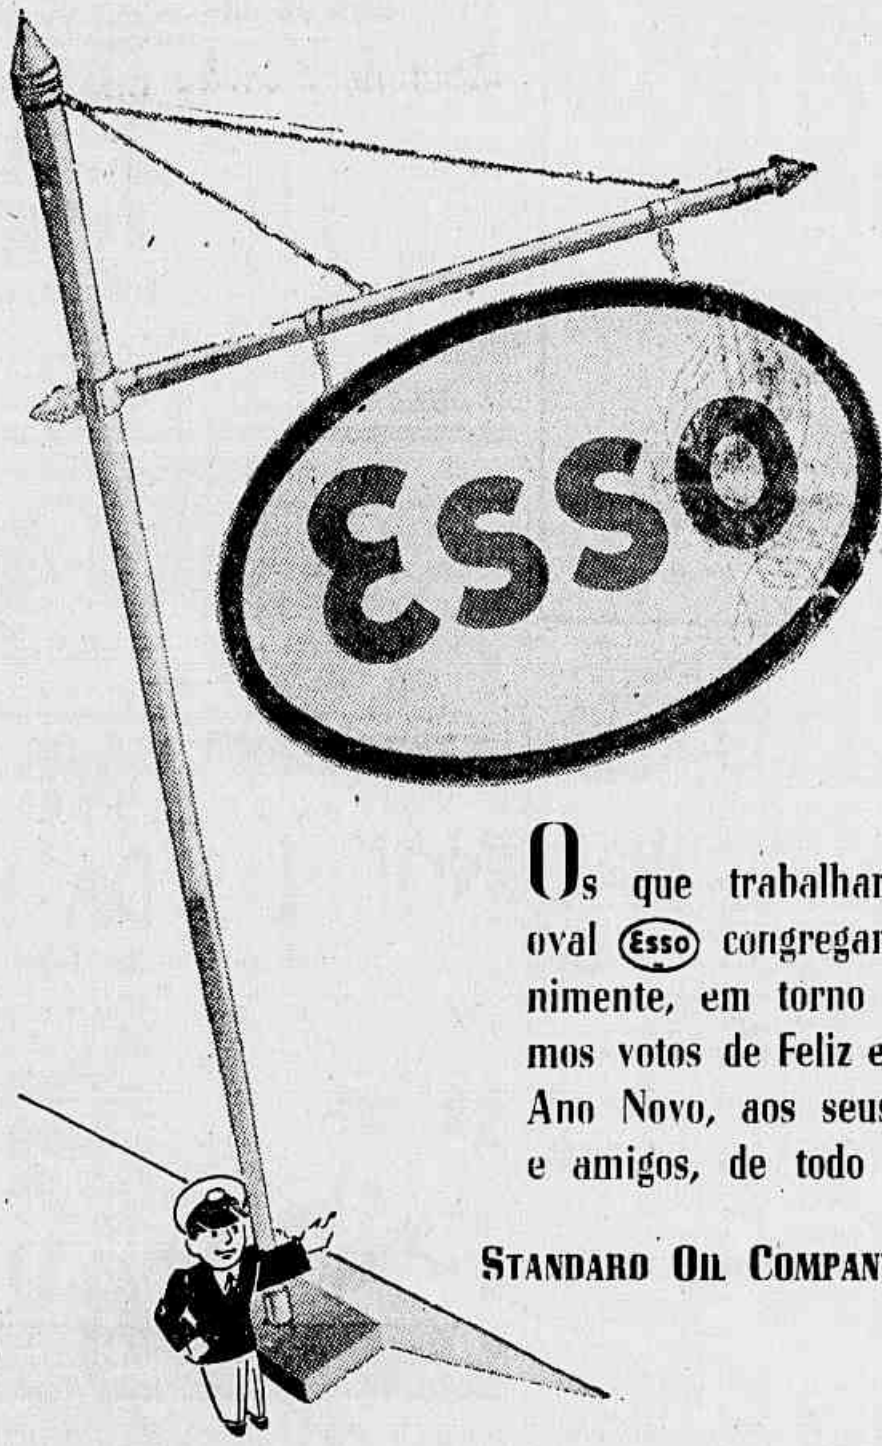 Esso
Os que trabalham
oval Esso congregam
nimente, em torno
mos votos de Feliz e
Ano Novo, aos seus
e amigos, de todo
STANDARD OIL COMPANY